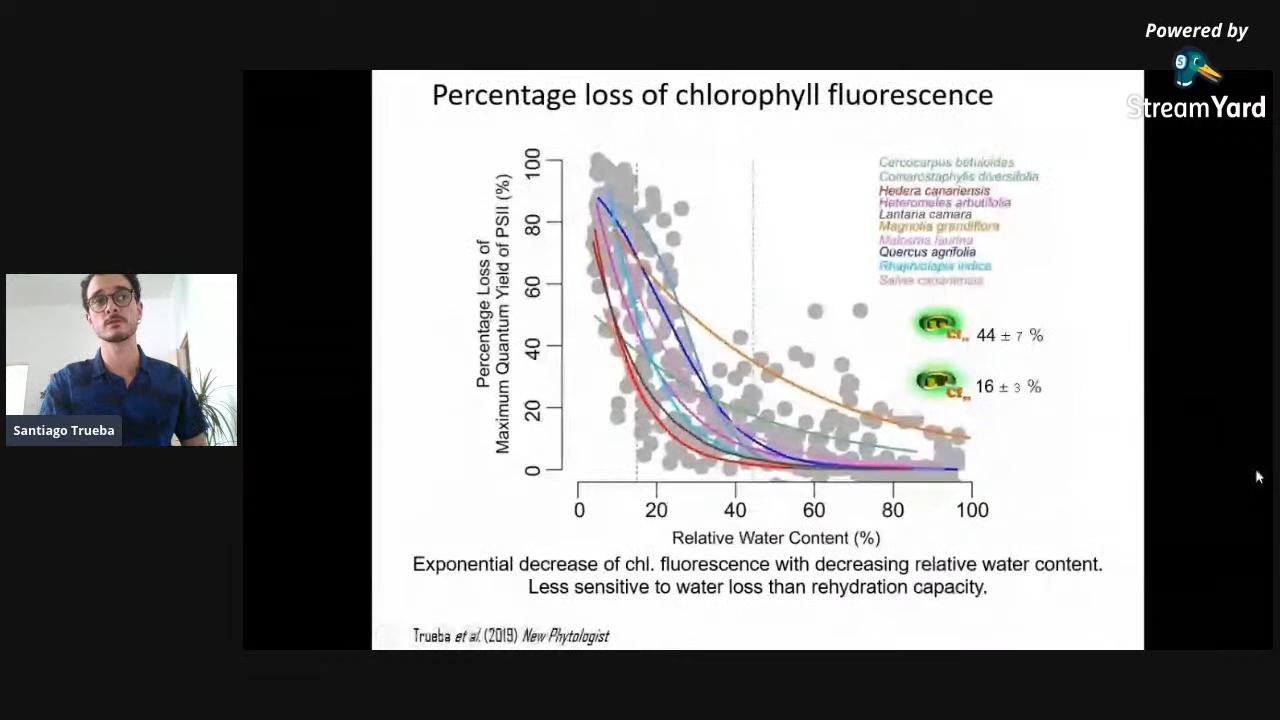 Powered by
StreamYard
Percentage loss of chlorophyll fluorescence
Percentage Loss of
Maximum Quantum Yield of PSII (%)
100
80
60
40
20
0
Cercocarpus betuloides
Comarostaphylis diversifolia
Hedera canariensis
Heteromeles arbutifolia
Lantana camara
Magnolia grandiflora
Malosma laurina
Quercus agrifolia
Rhaphiolepis indica
Salvia canariensis
44 ± 7 %
16 ± 3 %
0 20 40 60 80 100
Relative Water Content (%)
Exponential decrease of chl. fluorescence with decreasing relative water content.
Less sensitive to water loss than rehydration capacity.
Trueba et al. (2019) New Phytologist
Santiago Trueba